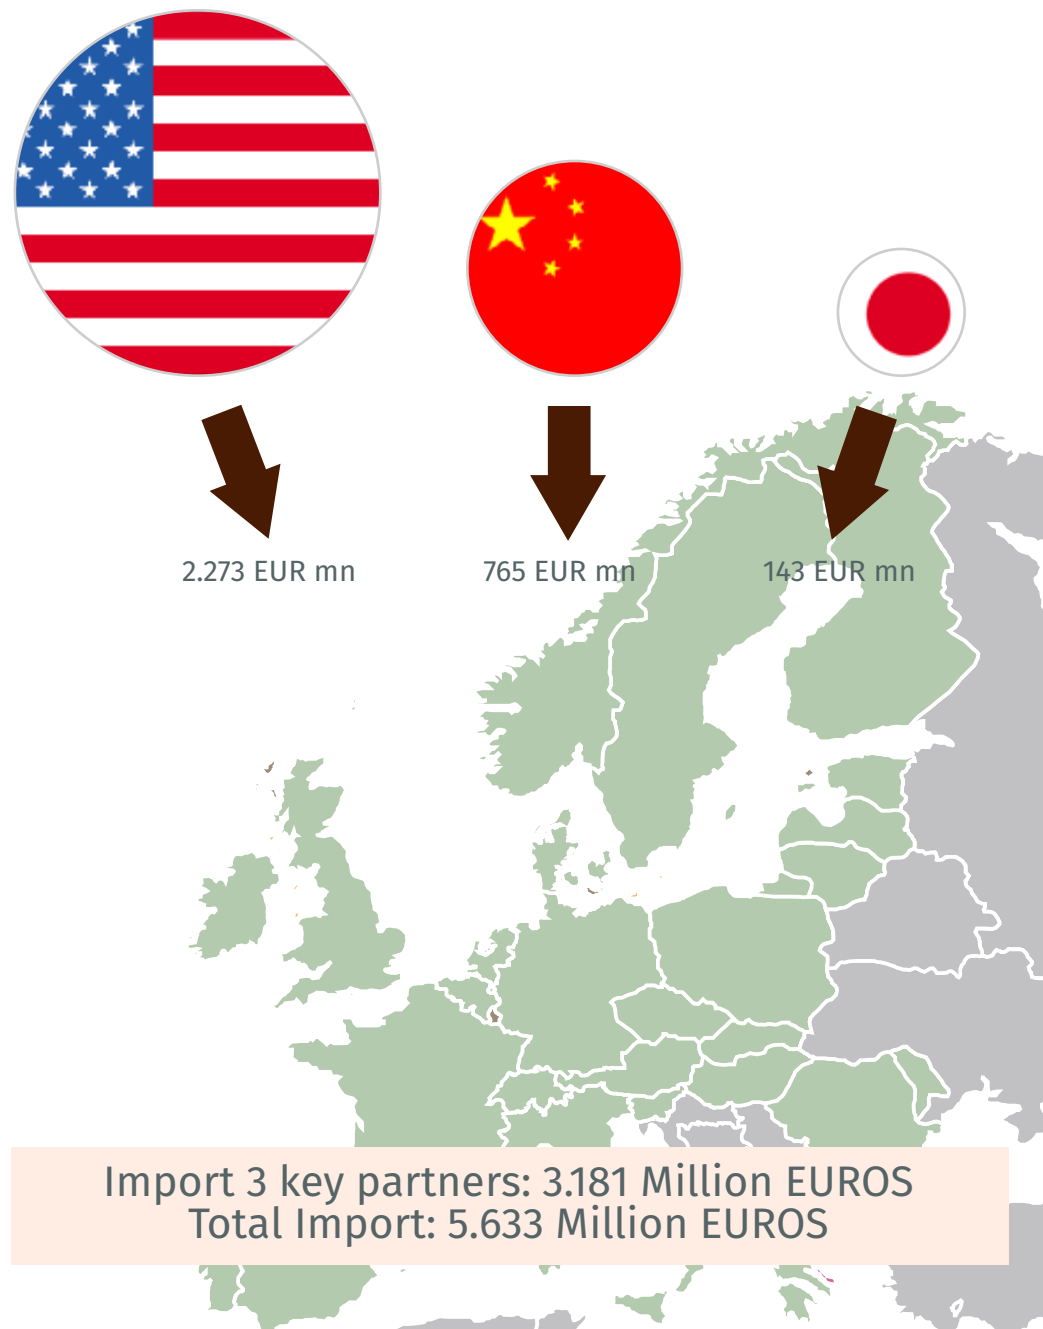 2.273 EUR mn
765 EUR mn
143 EUR mn
Import 3 key partners: 3.181 Million EUROS
Total Import: 5.633 Million EUROS